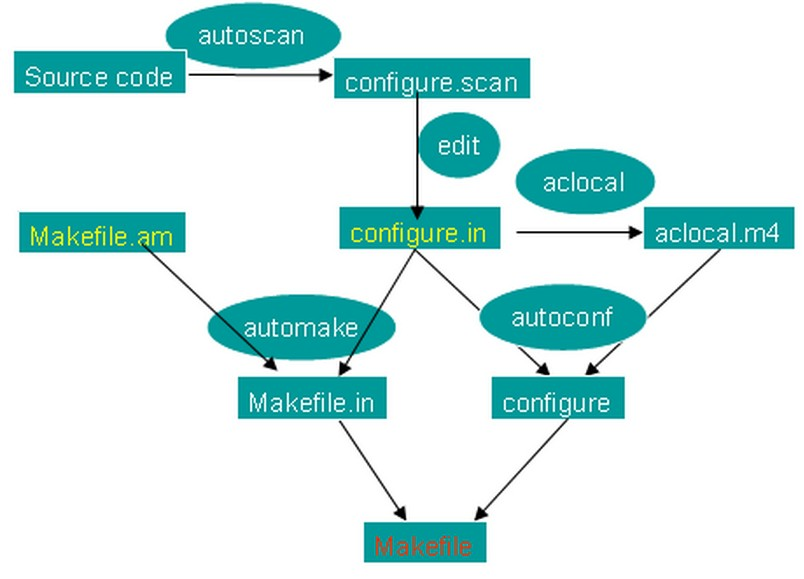 autoscan
Source code
configure.scan
edit
aclocal
Makefile.am
configure.in
aclocal.m4
automake
autoconf
Makefile.in
configure
Makefile